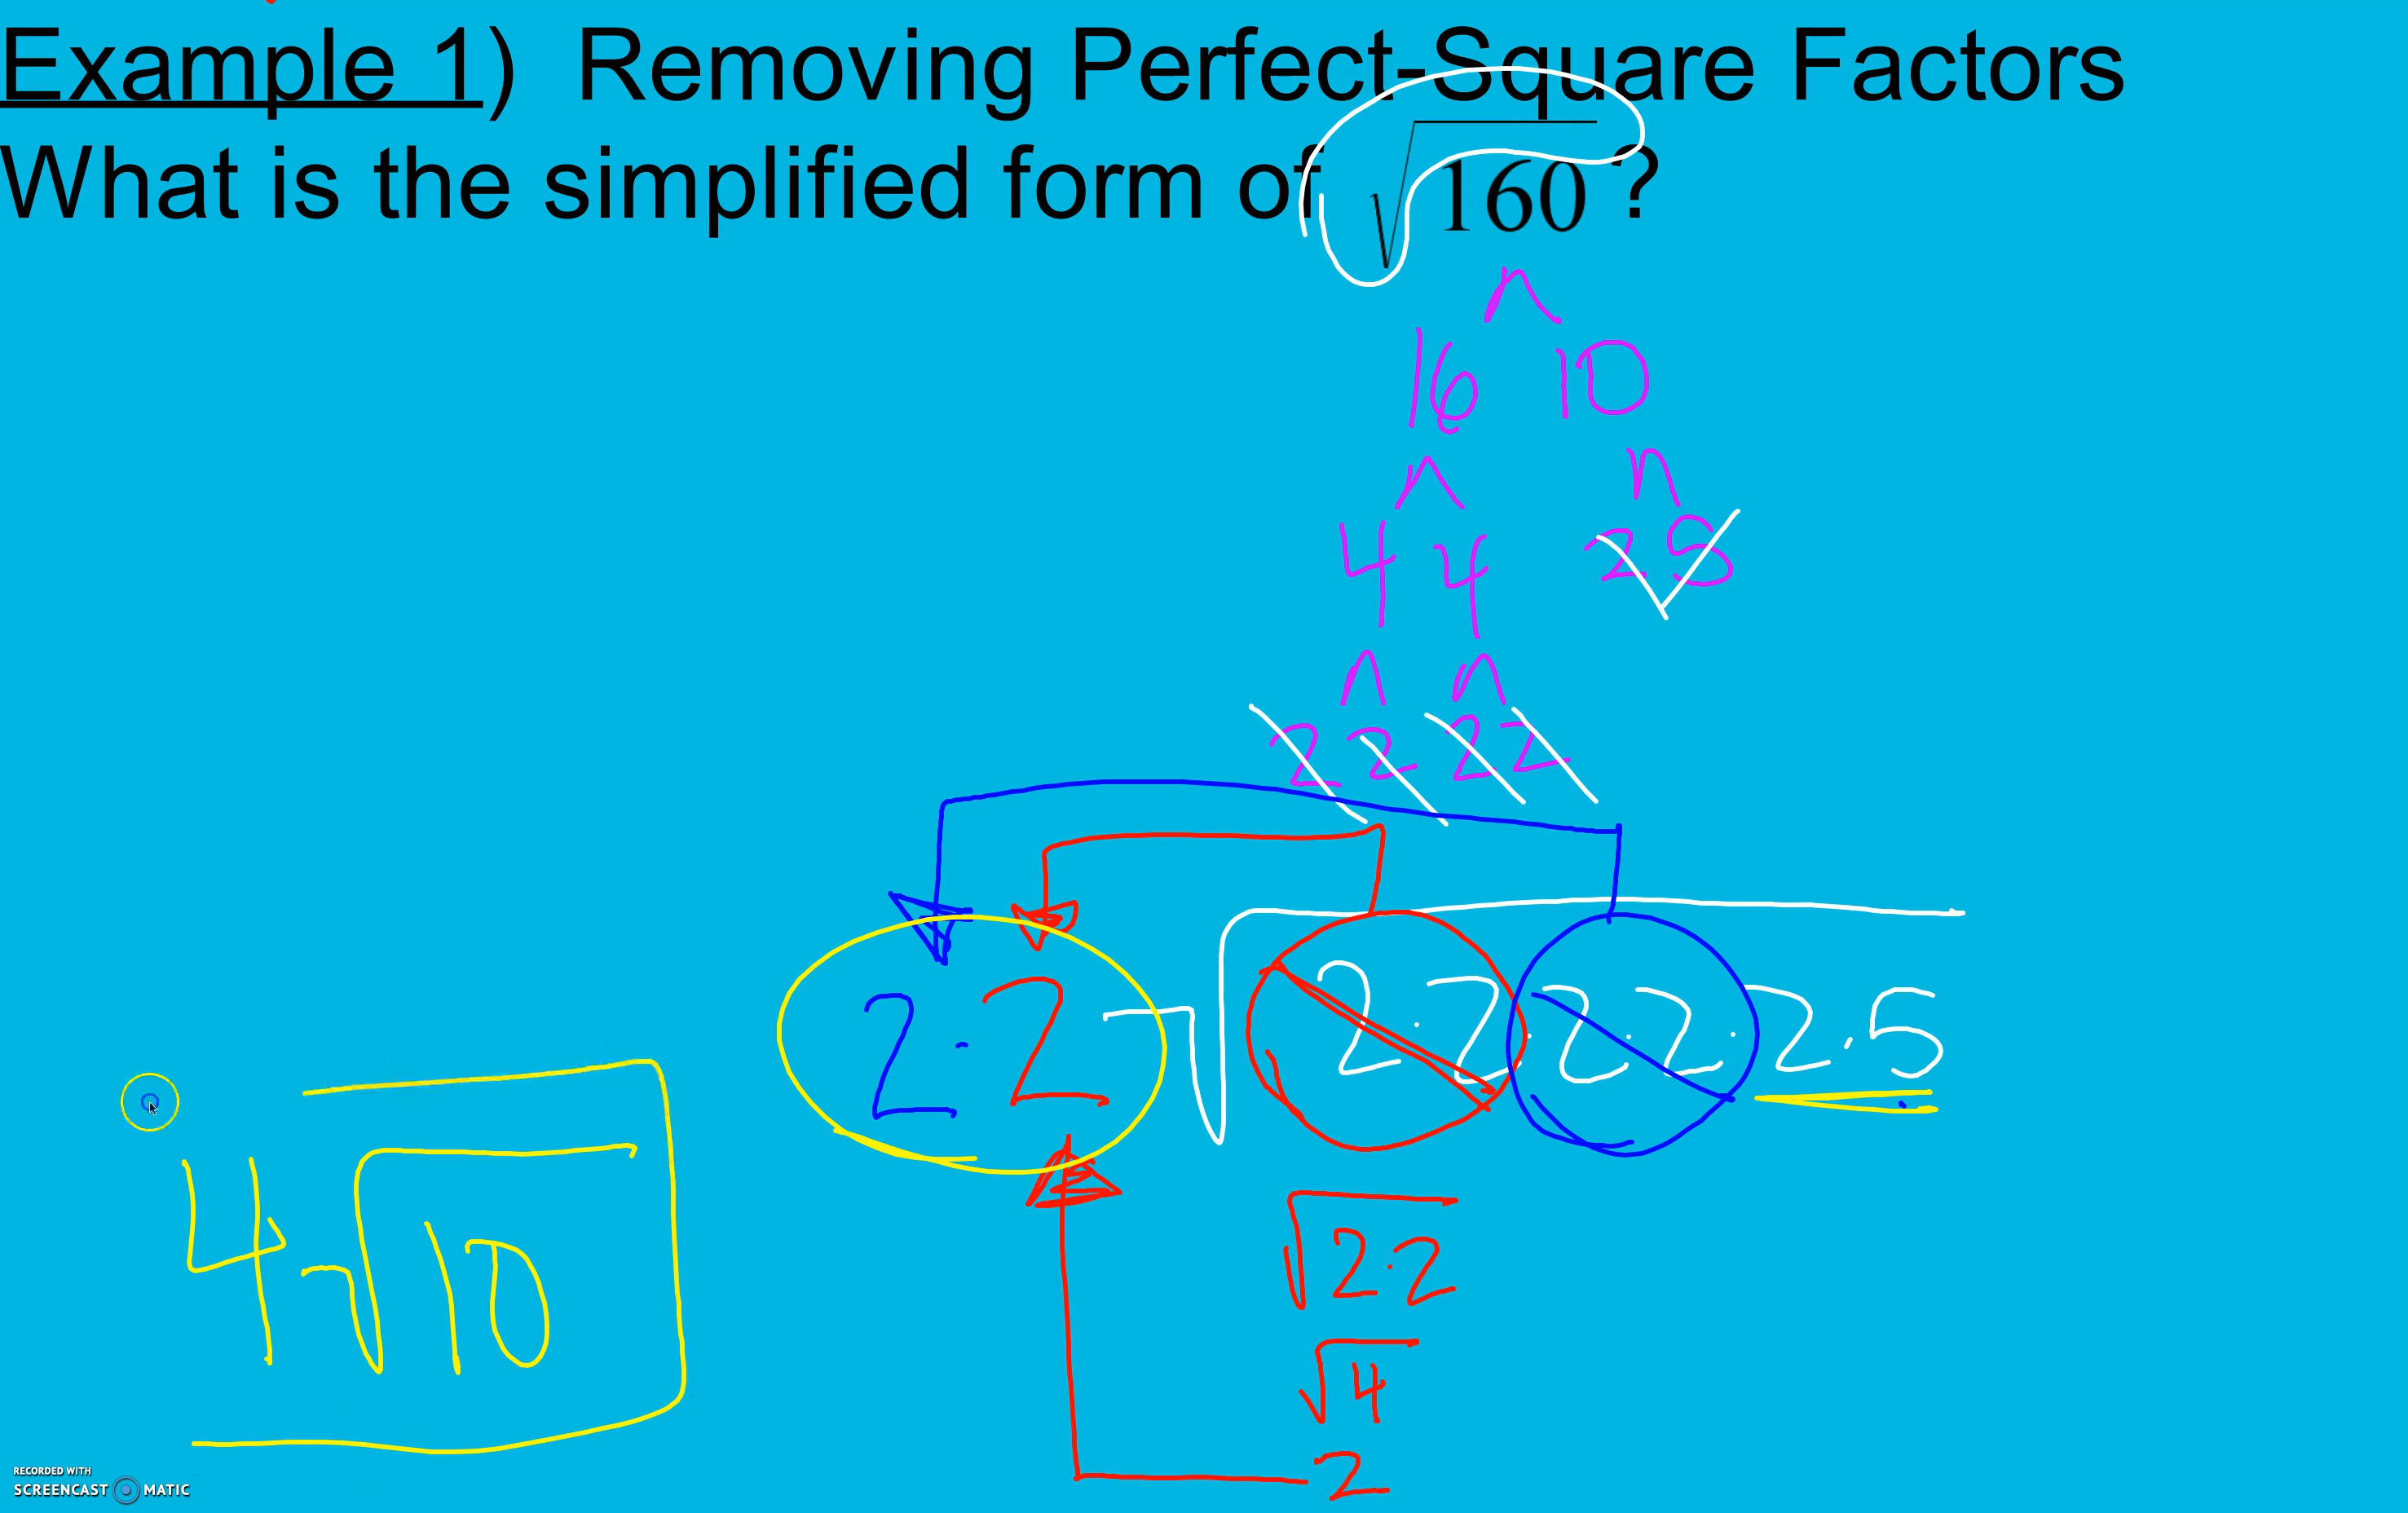 Example 1) Removing Perfect-Square Factors
What is the simplified form of √160 ?
16 10
4 4 2 5
2 2 2 2
2·2 √2·2·2·2·2·5
4√10
√2·2
√4
2
RECORDED WITH
SCREENCAST MATIC